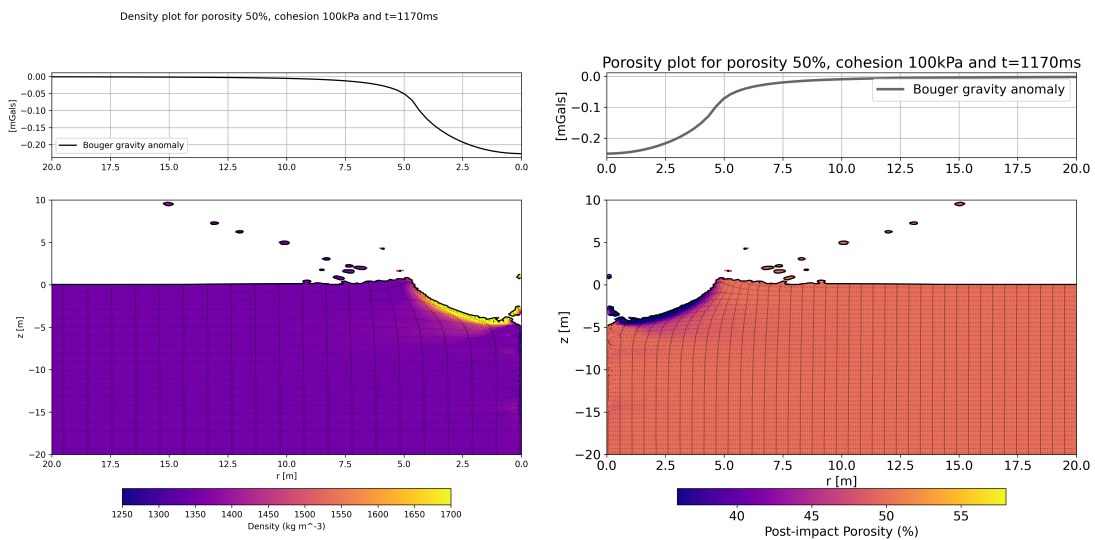 Density plot for porosity 50%, cohesion 100kPa and t=1170ms
0.00
−0.05
−0.10
−0.15
−0.20
[mGals]
Bouger gravity anomaly
20.0 17.5 15.0 12.5 10.0 7.5 5.0 2.5 0.0
10
5
0
−5
−10
−15
−20
z [m]
20.0 17.5 15.0 12.5 10.0 7.5 5.0 2.5 0.0
r [m]
1250 1300 1350 1400 1450 1500 1550 1600 1650 1700
Density (kg m^-3)
Porosity plot for porosity 50%, cohesion 100kPa and t=1170ms
0.0
−0.1
−0.2
[mGals]
Bouger gravity anomaly
0.0 2.5 5.0 7.5 10.0 12.5 15.0 17.5 20.0
10
5
0
−5
−10
−15
−20
z [m]
0.0 2.5 5.0 7.5 10.0 12.5 15.0 17.5 20.0
r [m]
40 45 50 55
Post-impact Porosity (%)